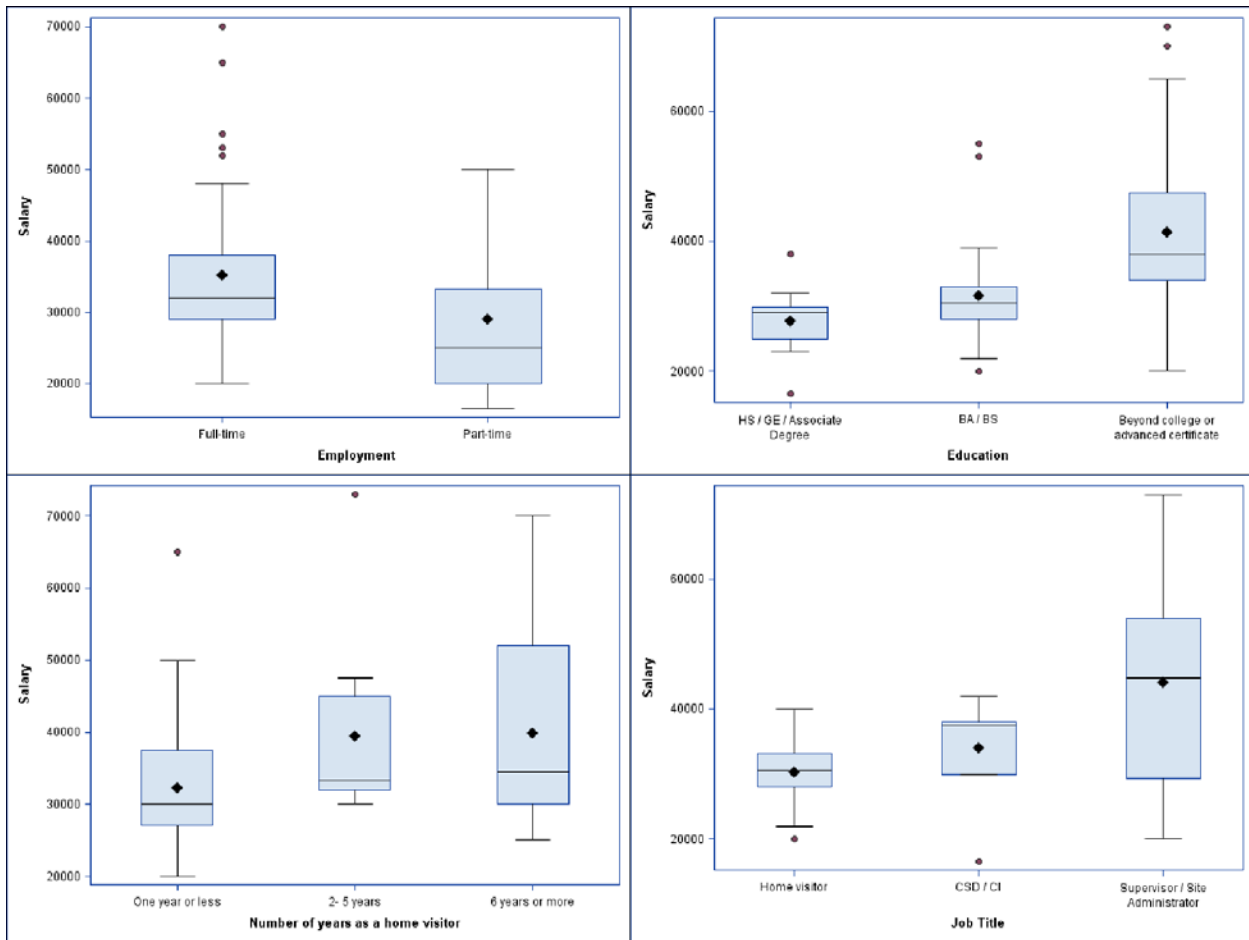 70000
60000
50000
40000
30000
20000
Salary
Full-time
Part-time
Employment
60000
40000
20000
Salary
HS / GE / Associate
Degree
BA / BS
Beyond college or
advanced certificate
Education
70000
60000
50000
40000
30000
20000
Salary
One year or less
2- 5 years
6 years or more
Number of years as a home visitor
60000
40000
20000
Salary
Home visitor
CSD / CI
Supervisor / Site
Administrator
Job Title